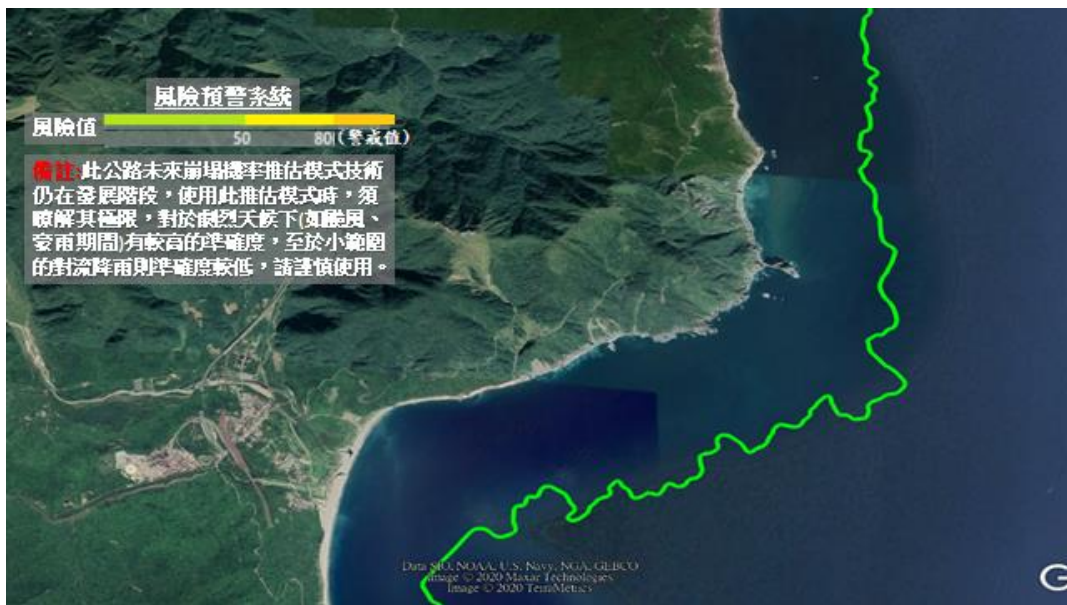 風險預警系統
風險值
50 80 (警戒值)
備註:此公路未來崩塌機率推估模式技術
仍在發展階段，使用此推估模式時，須
瞭解其極限，對於劇烈天候下(如颱風、
豪雨期間)有較高的準確度，至於小範圍
的對流降雨則準確度較低，請謹慎使用。
Data SIO, NOAA, U.S. Navy, NGA, GEBCO
Image © 2020 Maxar Technologies
Image © 2020 TerraMetrics
G